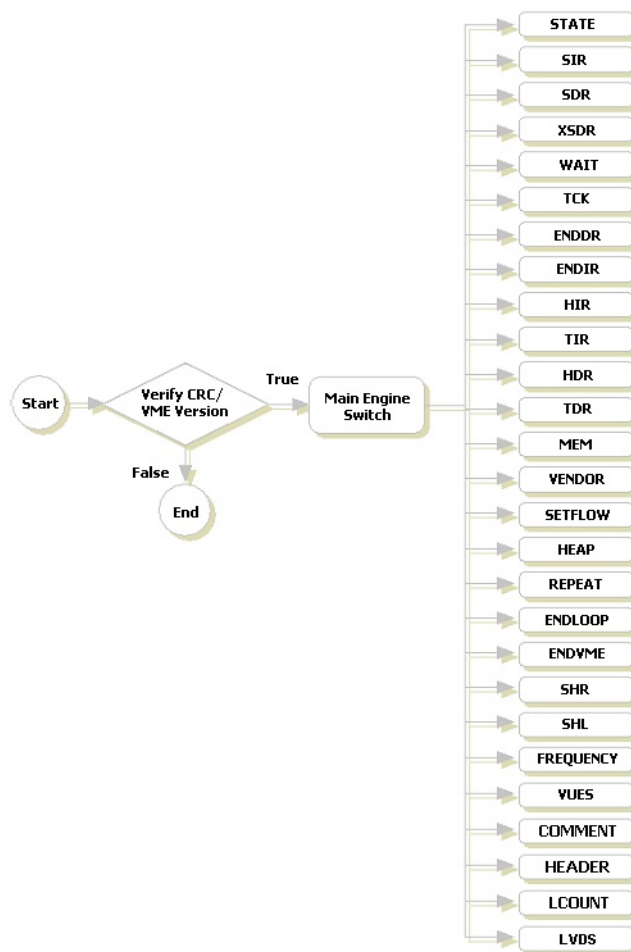 Start
Verify CRC/
VME Version
True
False
End
Main Engine
Switch
STATE
SIR
SDR
XSDR
WAIT
TCK
ENDDR
ENDIR
HIR
TIR
HDR
TDR
MEM
VENDOR
SETFLOW
HEAP
REPEAT
ENDLOOP
ENDVME
SHR
SHL
FREQUENCY
VUES
COMMENT
HEADER
LCOUNT
LVDS